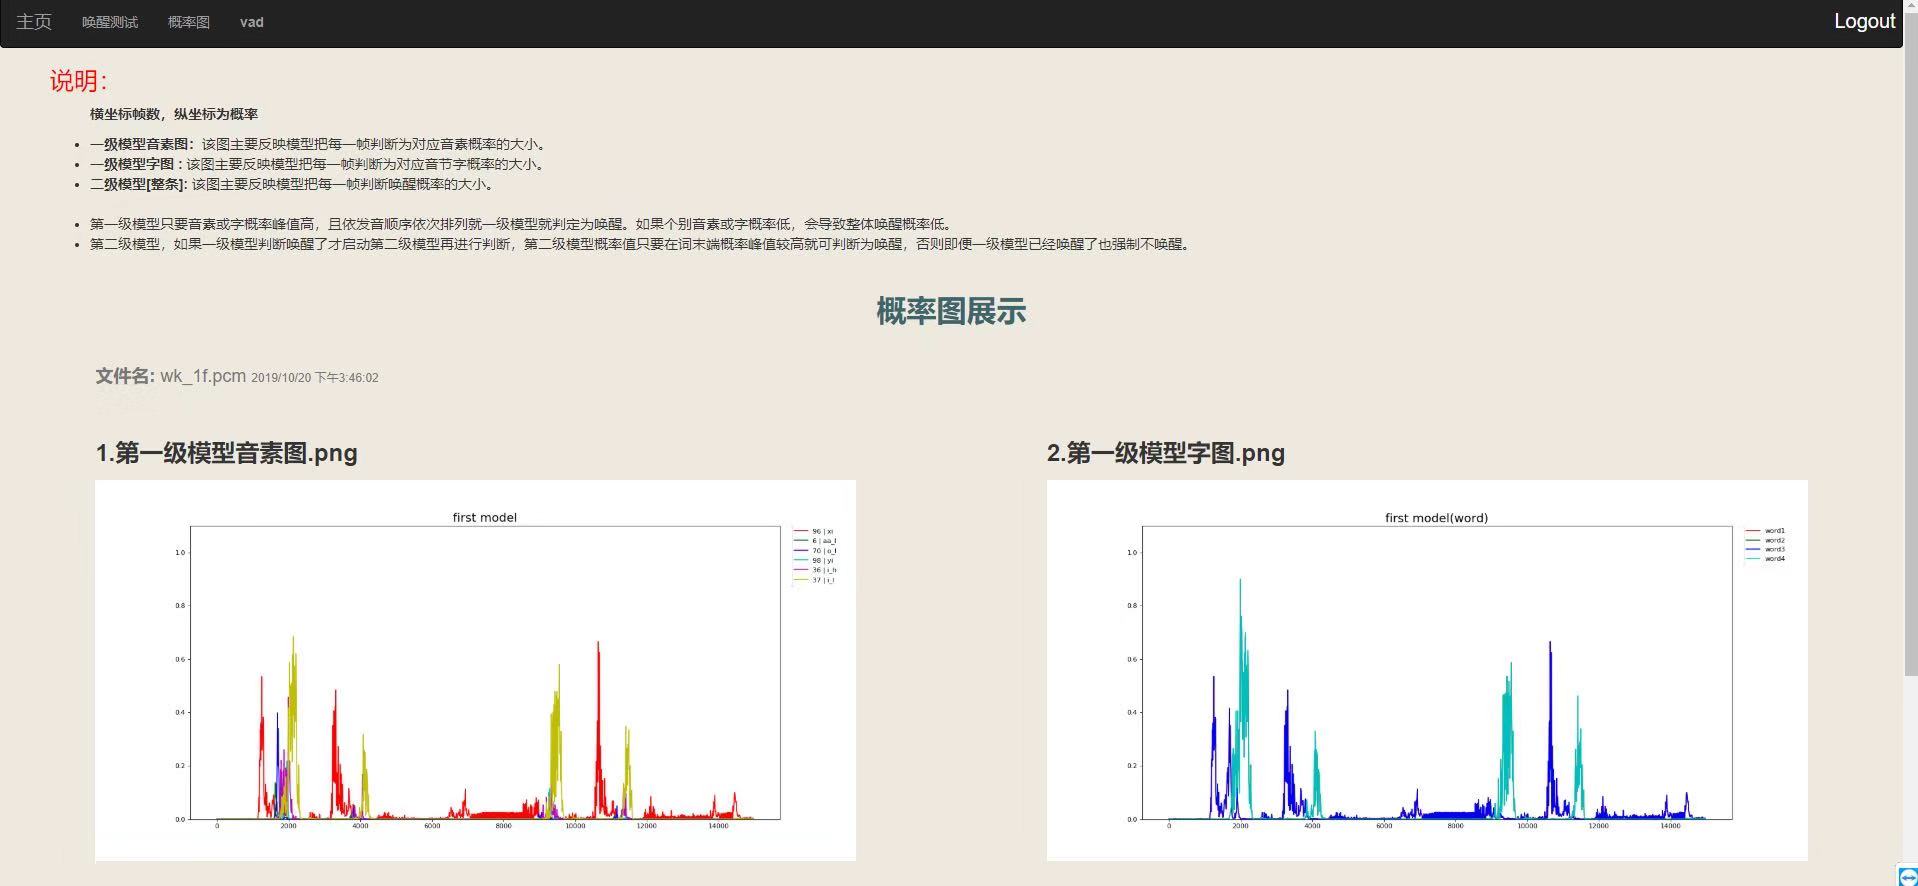 主页 唤醒测试 概率图 vad Logout
说明:
横坐标帧数，纵坐标为概率
一级模型音素图：该图主要反映模型把每一帧判断为对应音素概率的大小。
一级模型字图 : 该图主要反映模型把每一帧判断为对应音节字概率的大小。
二级模型[整条]: 该图主要反映模型把每一帧判断唤醒概率的大小。
第一级模型只要音素或字概率峰值高，且依发音顺序依次排列就一级模型就判定为唤醒。如果个别音素或字概率低，会导致整体唤醒概率低。
第二级模型，如果一级模型判断唤醒了才启动第二级模型再进行判断，第二级模型概率值只要在词末端概率峰值较高就可判断为唤醒，否则即便一级模型已经唤醒了也强制不唤醒。
概率图展示
文件名: wk_1f.pcm 2019/10/20 下午3:46:02
1.第一级模型音素图.png
first model
96 | xi
6 | aa_l
70 | o_l
98 | yi
36 | i_h
37 | i_l
1.0
0.8
0.6
0.4
0.2
0.0
0 2000 4000 6000 8000 10000 12000 14000
2.第一级模型字图.png
first model(word)
word1
word2
word3
word4
1.0
0.8
0.6
0.4
0.2
0.0
0 2000 4000 6000 8000 10000 12000 14000